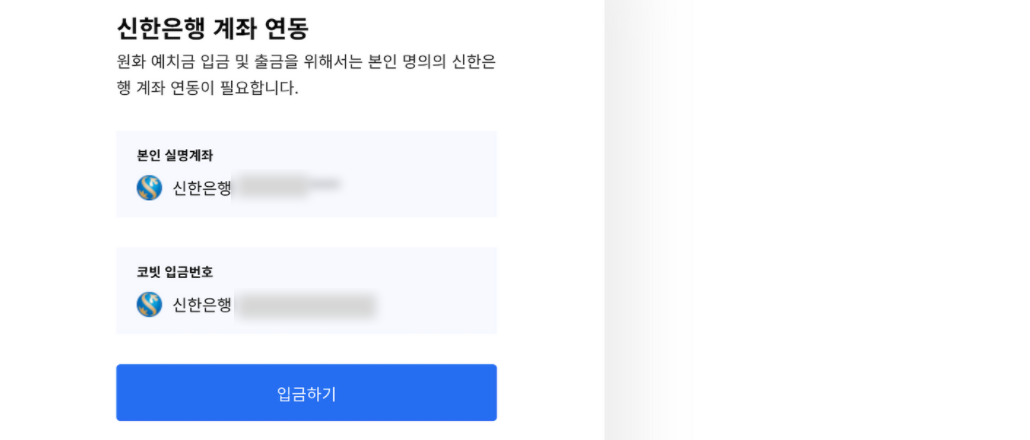 신한은행 계좌 연동
원화 예치금 입금 및 출금을 위해서는 본인 명의의 신한은
행 계좌 연동이 필요합니다.
본인 실명계좌
신한은행
코빗 입금번호
신한은행
입금하기